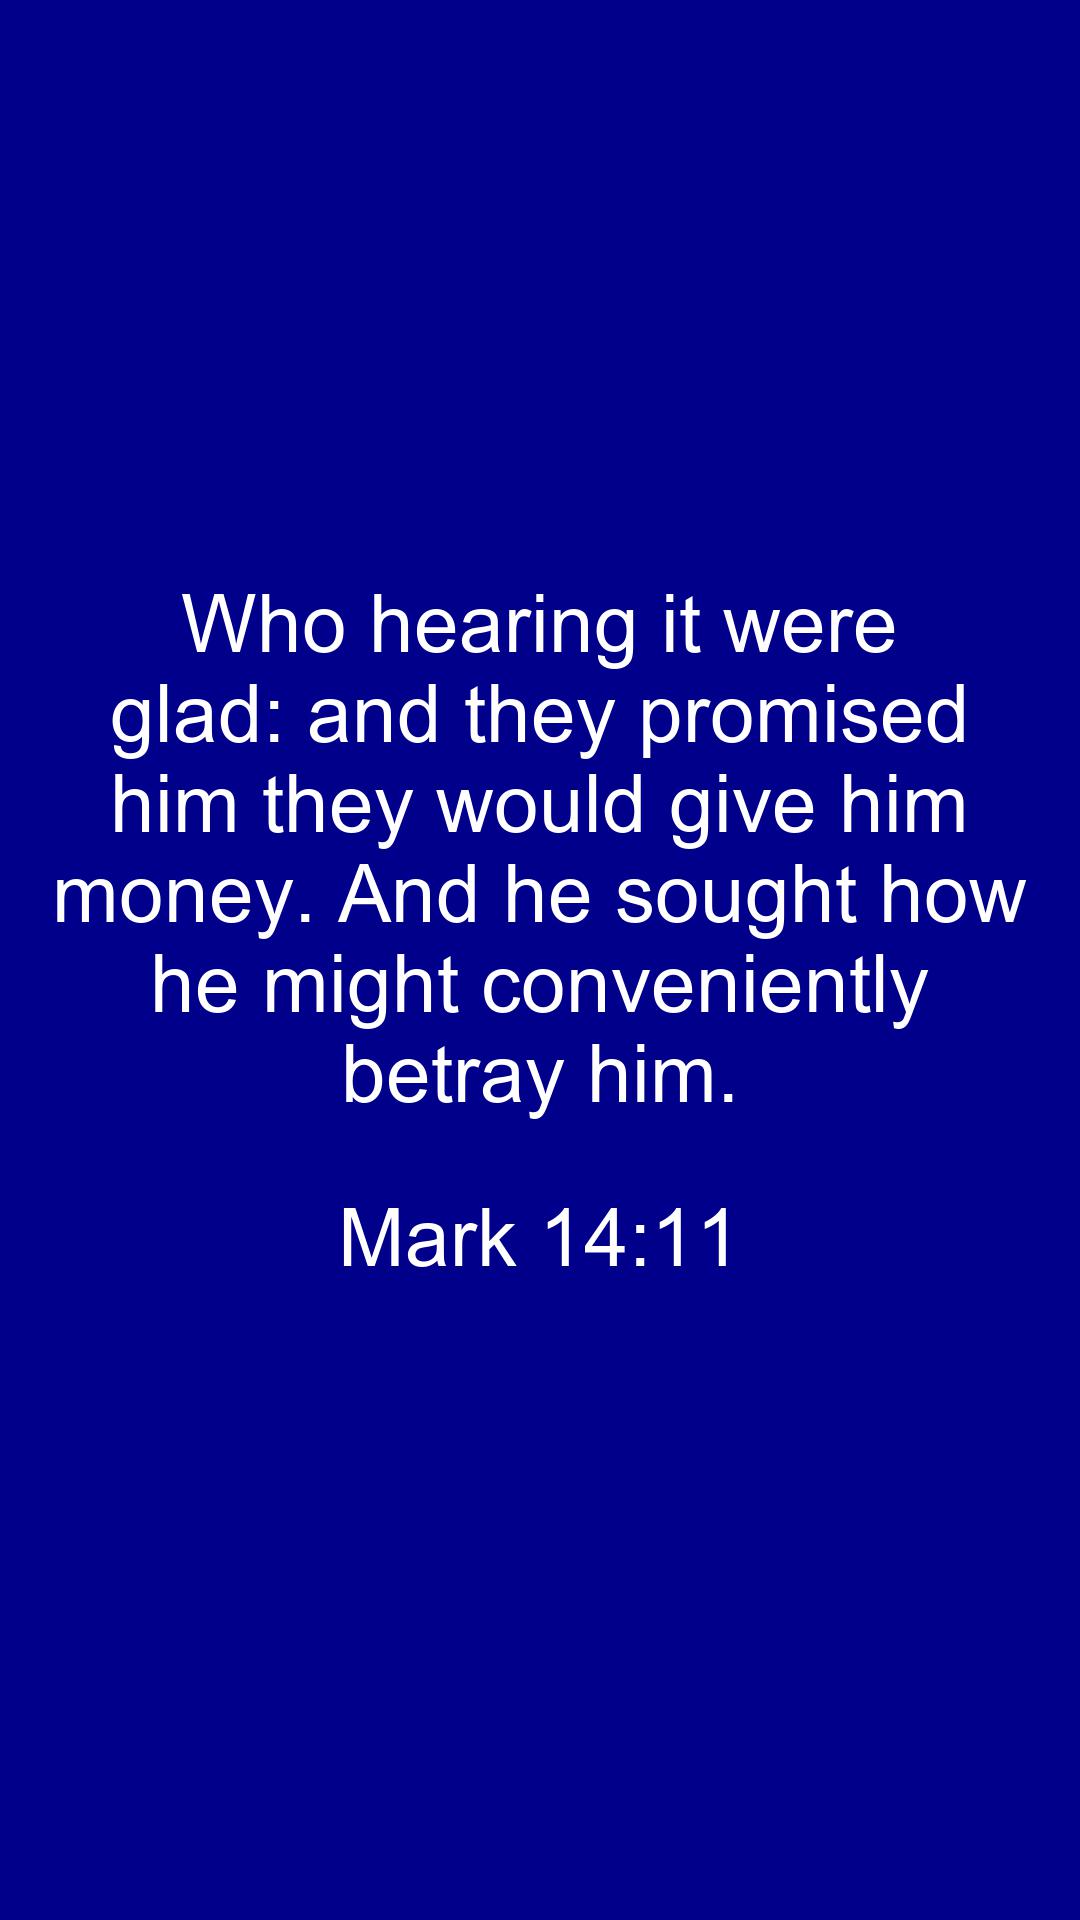 Who hearing it were
glad: and they promised
him they would give him
money. And he sought how
he might conveniently
betray him.
Mark 14:11